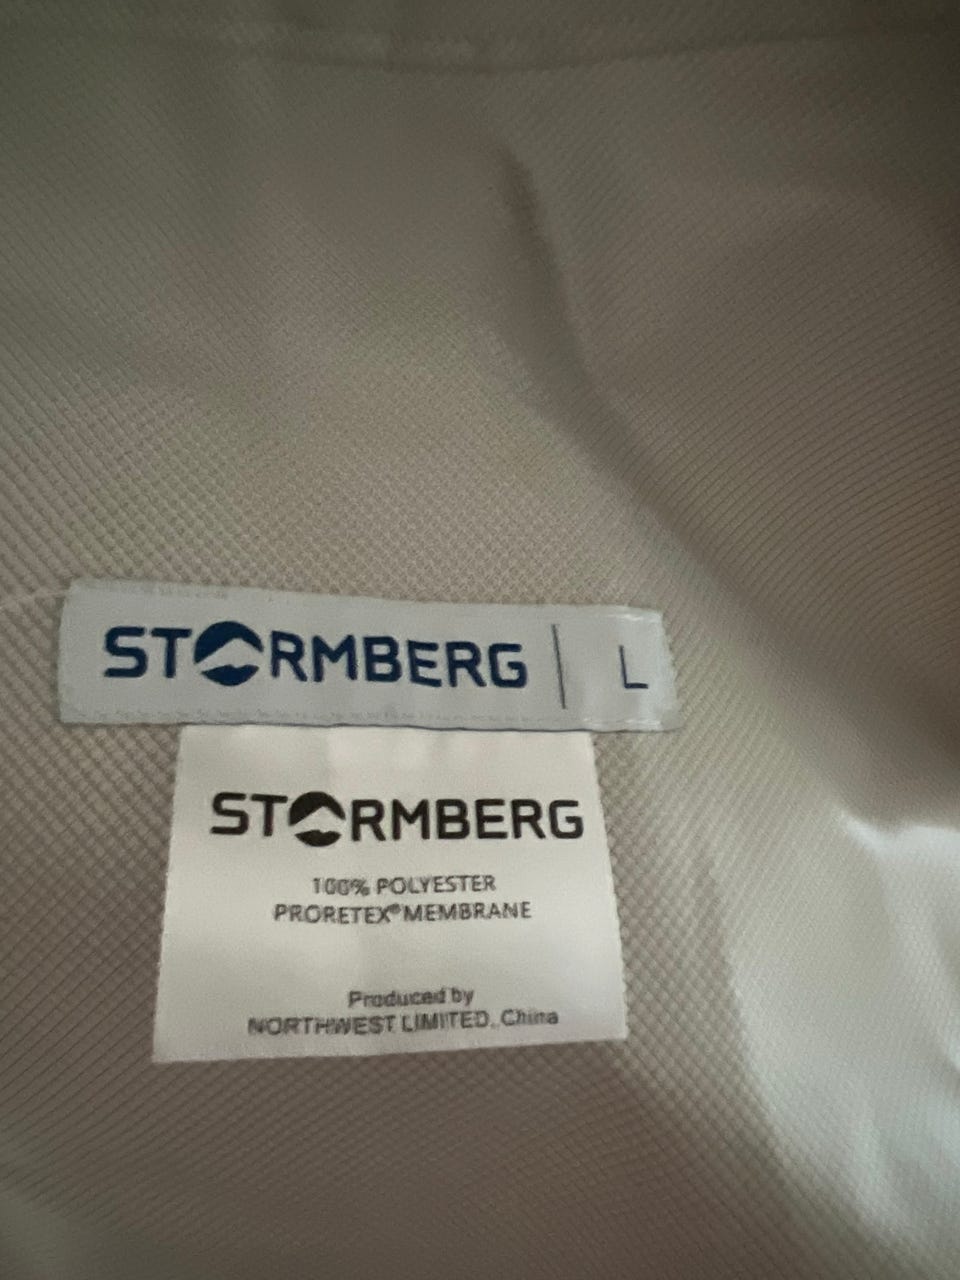 STORMBERG | L
STORMBERG
100% POLYESTER
PRORETEX® MEMBRANE
Produced by
NORTHWEST LIMITED, China